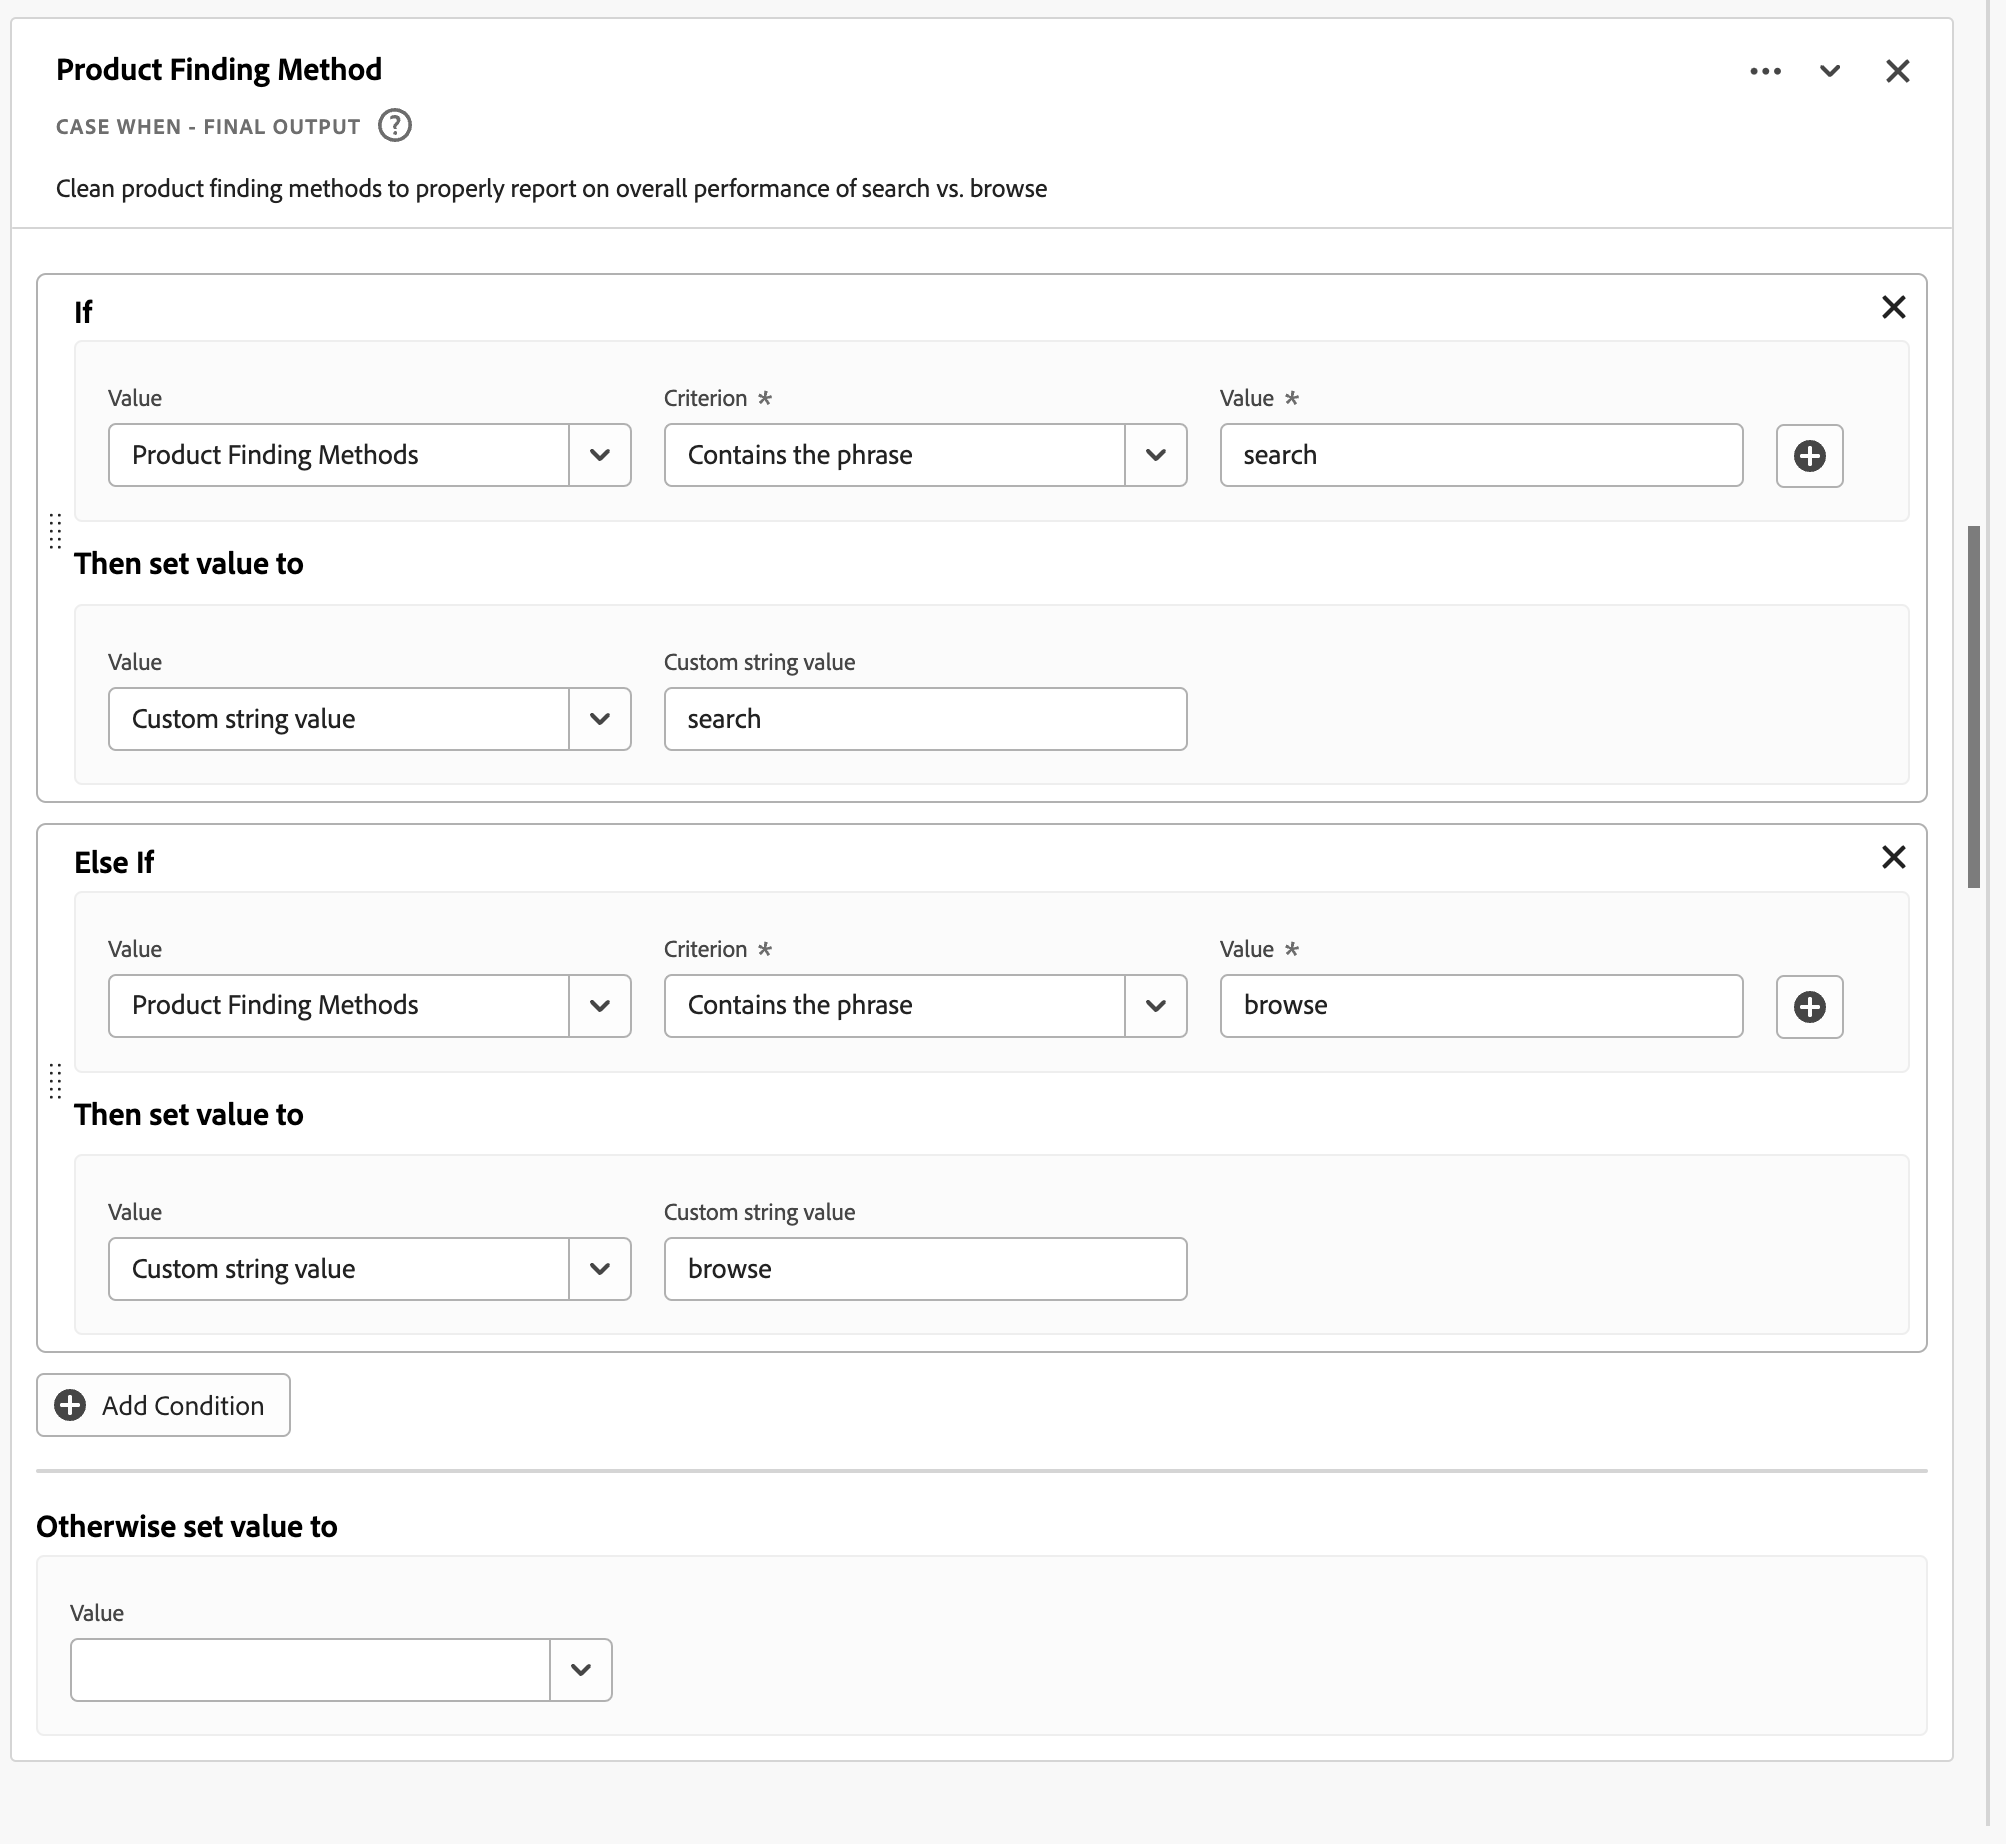 Product Finding Method
CASE WHEN - FINAL OUTPUT
Clean product finding methods to properly report on overall performance of search vs. browse
If
Value Criterion * Value *
Product Finding Methods Contains the phrase search
Then set value to
Value Custom string value
Custom string value search
Else If
Value Criterion * Value *
Product Finding Methods Contains the phrase browse
Then set value to
Value Custom string value
Custom string value browse
Add Condition
Otherwise set value to
Value